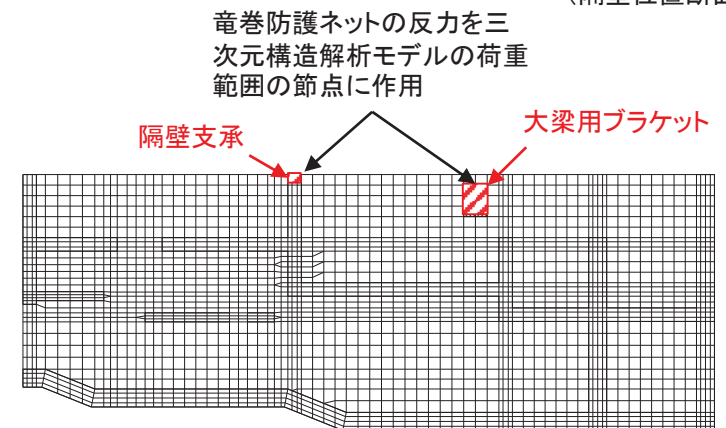 竜巻防護ネットの反力を三
次元構造解析モデルの荷重
範囲の節点に作用
大梁用ブラケット
隔壁支承